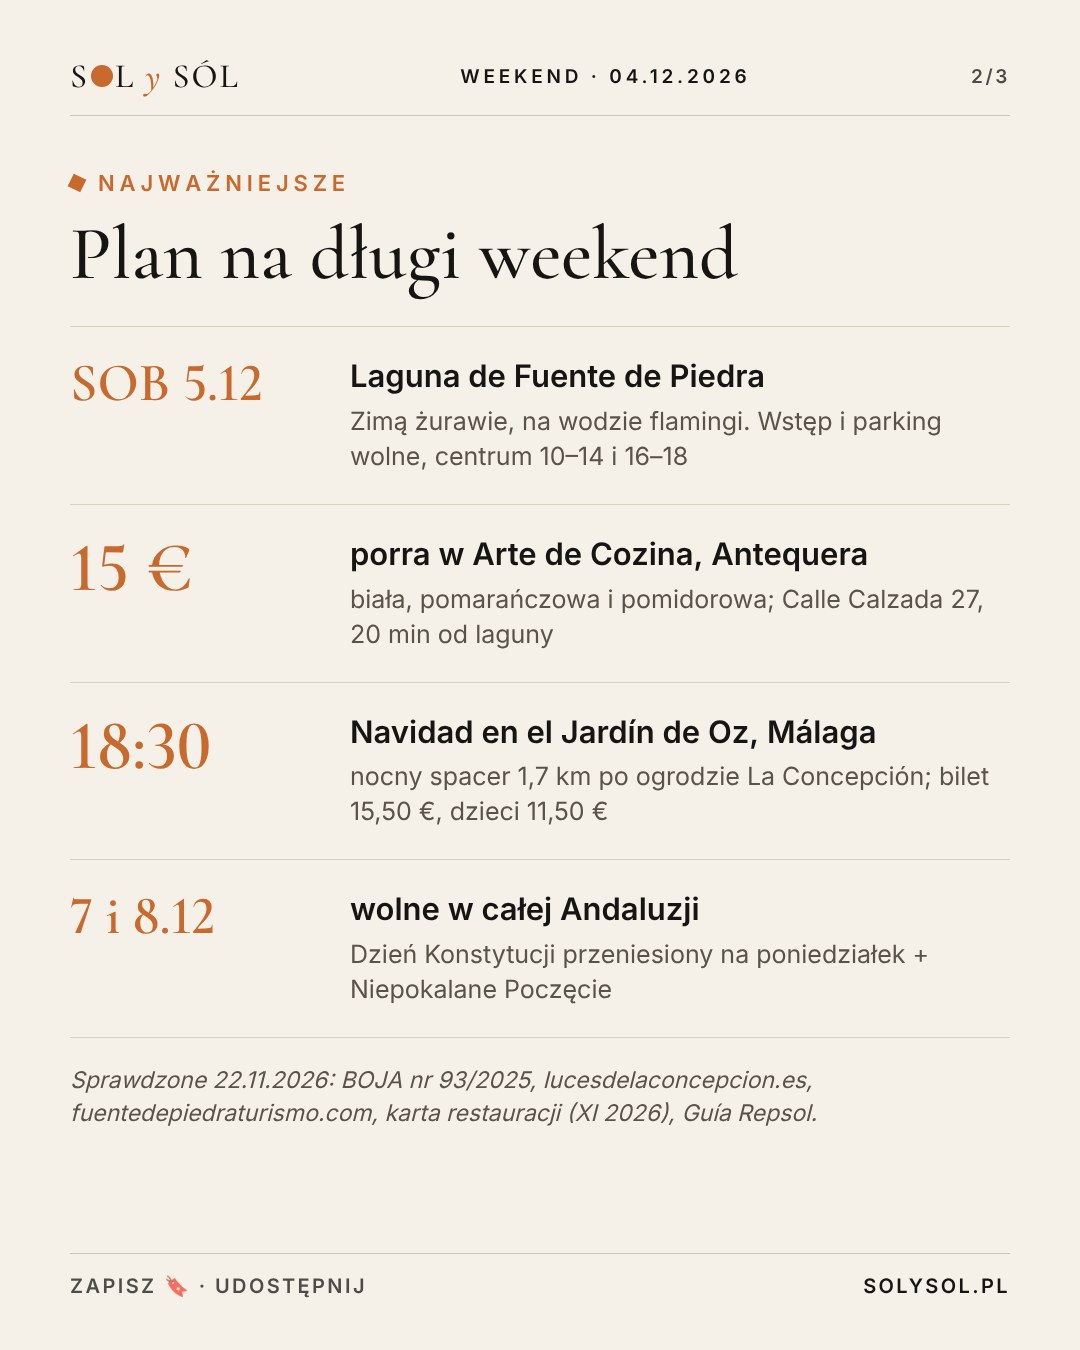 SOL y SÓL
WEEKEND · 04.12.2026
2/3
NAJWAŻNIEJSZE
Plan na długi weekend
SOB 5.12
Laguna de Fuente de Piedra
Zimą żurawie, na wodzie flamingi. Wstęp i parking
wolne, centrum 10–14 i 16–18
15 €
porra w Arte de Cozina, Antequera
biała, pomarańczowa i pomidorowa; Calle Calzada 27,
20 min od laguny
18:30
Navidad en el Jardín de Oz, Málaga
nocny spacer 1,7 km po ogrodzie La Concepción; bilet
15,50 €, dzieci 11,50 €
7 i 8.12
wolne w całej Andaluzji
Dzień Konstytucji przeniesiony na poniedziałek +
Niepokalane Poczęcie
Sprawdzone 22.11.2026: BOJA nr 93/2025, lucesdelaconcepcion.es,
fuentedepiedraturismo.com, karta restauracji (XI 2026), Guía Repsol.
ZAPISZ 🔖 · UDOSTĘPNIJ
SOLYSOL.PL